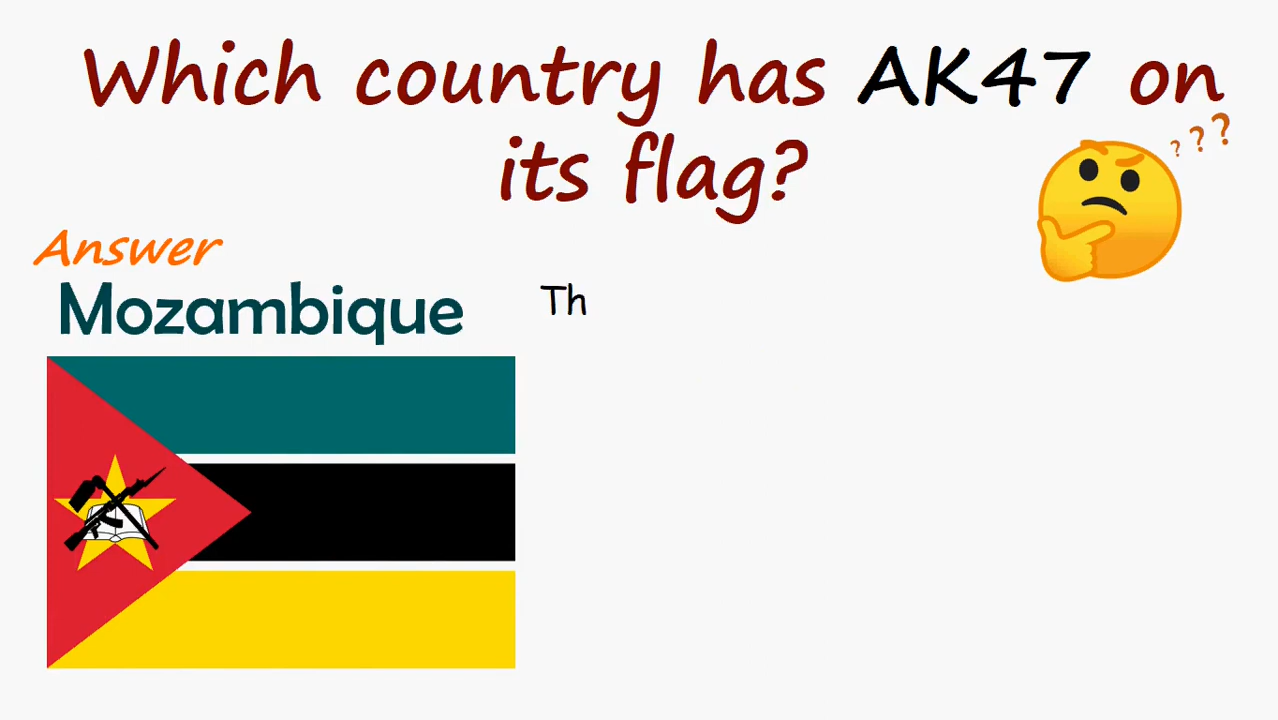 Which country has AK47 on
its flag?
? ? ?
Answer
Mozambique
Th